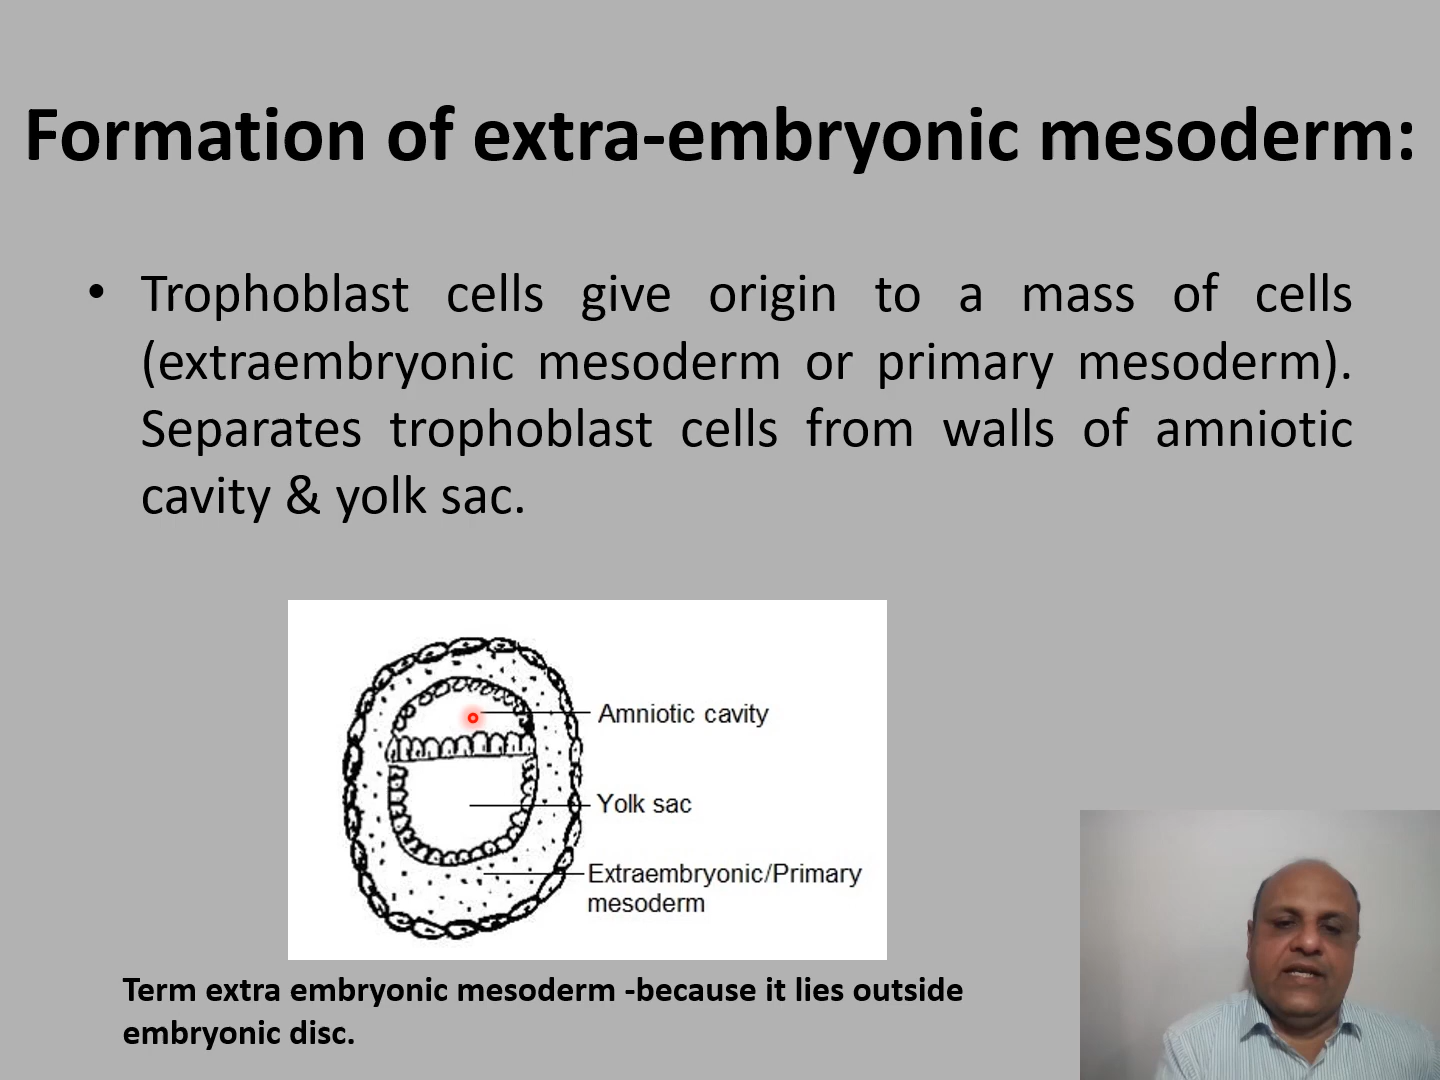 Formation of extra-embryonic mesoderm:
• Trophoblast cells give origin to a mass of cells
(extraembryonic mesoderm or primary mesoderm).
Separates trophoblast cells from walls of amniotic
cavity & yolk sac.
Amniotic cavity
Yolk sac
Extraembryonic/Primary
mesoderm
Term extra embryonic mesoderm -because it lies outside
embryonic disc.